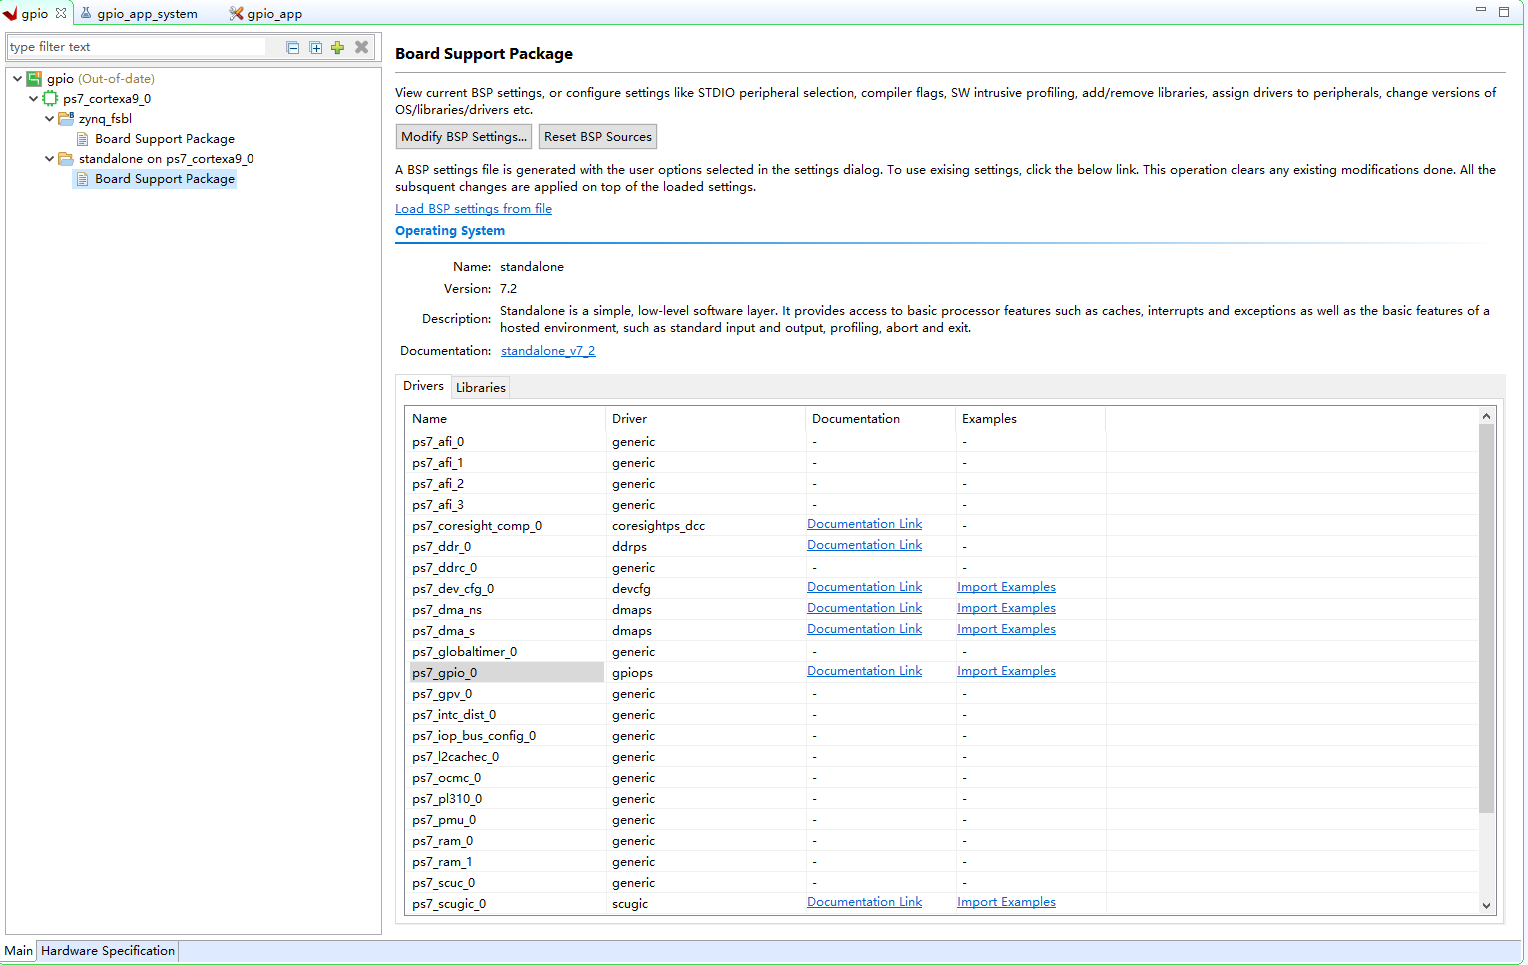 gpio
gpio_app_system
gpio_app
type filter text
gpio (Out-of-date)
ps7_cortexa9_0
zynq_fsbl
Board Support Package
standalone on ps7_cortexa9_0
Board Support Package
Board Support Package
View current BSP settings, or configure settings like STDIO peripheral selection, compiler flags, SW intrusive profiling, add/remove libraries, assign drivers to peripherals, change versions of
OS/libraries/drivers etc.
Modify BSP Settings... Reset BSP Sources
A BSP settings file is generated with the user options selected in the settings dialog. To use exising settings, click the below link. This operation clears any existing modifications done. All the
subsquent changes are applied on top of the loaded settings.
Load BSP settings from file
Operating System
Name: standalone
Version: 7.2
Description: Standalone is a simple, low-level software layer. It provides access to basic processor features such as caches, interrupts and exceptions as well as the basic features of a
hosted environment, such as standard input and output, profiling, abort and exit.
Documentation: standalone_v7_2
Drivers Libraries
Name Driver Documentation Examples
ps7_afi_0 generic - -
ps7_afi_1 generic - -
ps7_afi_2 generic - -
ps7_afi_3 generic - -
ps7_coresight_comp_0 coresightps_dcc Documentation Link -
ps7_ddr_0 ddrps Documentation Link -
ps7_ddrc_0 generic - -
ps7_dev_cfg_0 devcfg Documentation Link Import Examples
ps7_dma_ns dmaps Documentation Link Import Examples
ps7_dma_s dmaps Documentation Link Import Examples
ps7_globaltimer_0 generic - -
ps7_gpio_0 gpiops Documentation Link Import Examples
ps7_gpv_0 generic - -
ps7_intc_dist_0 generic - -
ps7_iop_bus_config_0 generic - -
ps7_l2cachec_0 generic - -
ps7_ocmc_0 generic - -
ps7_pl310_0 generic - -
ps7_pmu_0 generic - -
ps7_ram_0 generic - -
ps7_ram_1 generic - -
ps7_scuc_0 generic - -
ps7_scugic_0 scugic Documentation Link Import Examples
Main Hardware Specification